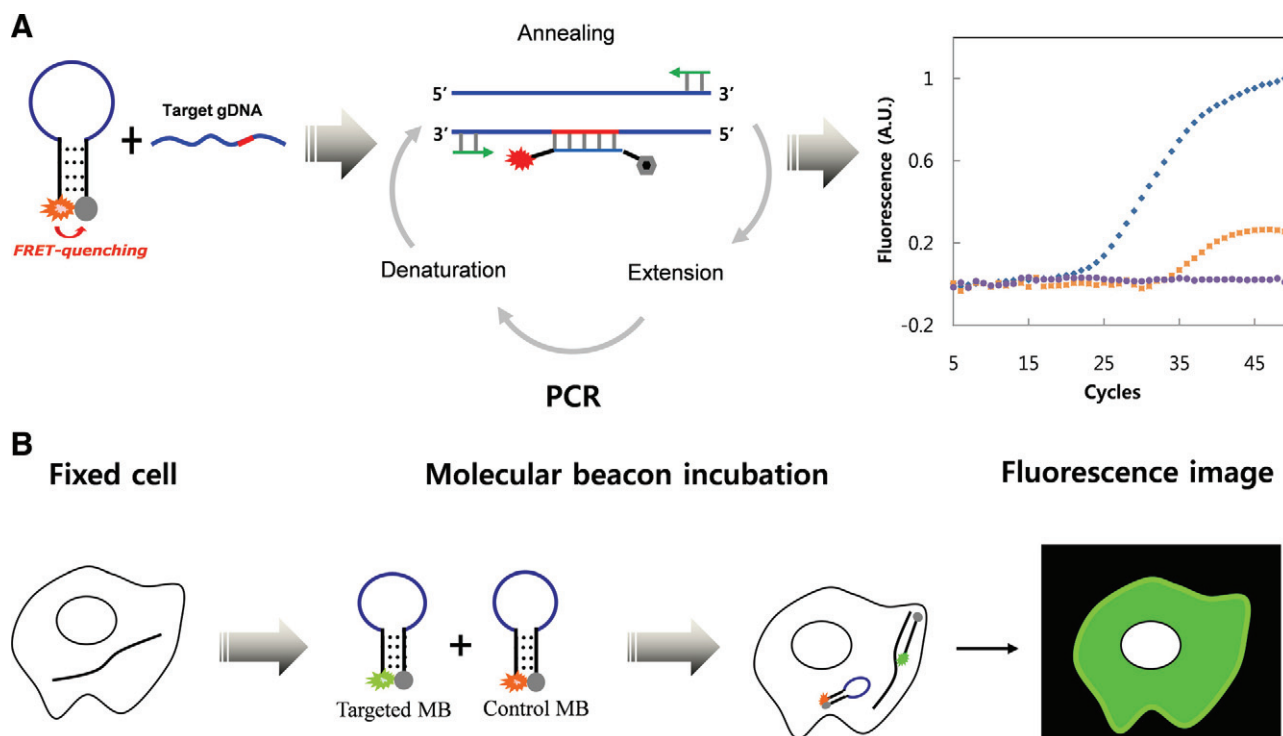 A
Annealing
Target gDNA
5′ 3′
3′ 5′
FRET-quenching
Denaturation
Extension
PCR
Fluorescence (A.U.)
1
0.6
0.2
-0.2
5 15 25 35 45
Cycles
B
Fixed cell
Molecular beacon incubation
Fluorescence image
Targeted MB
Control MB